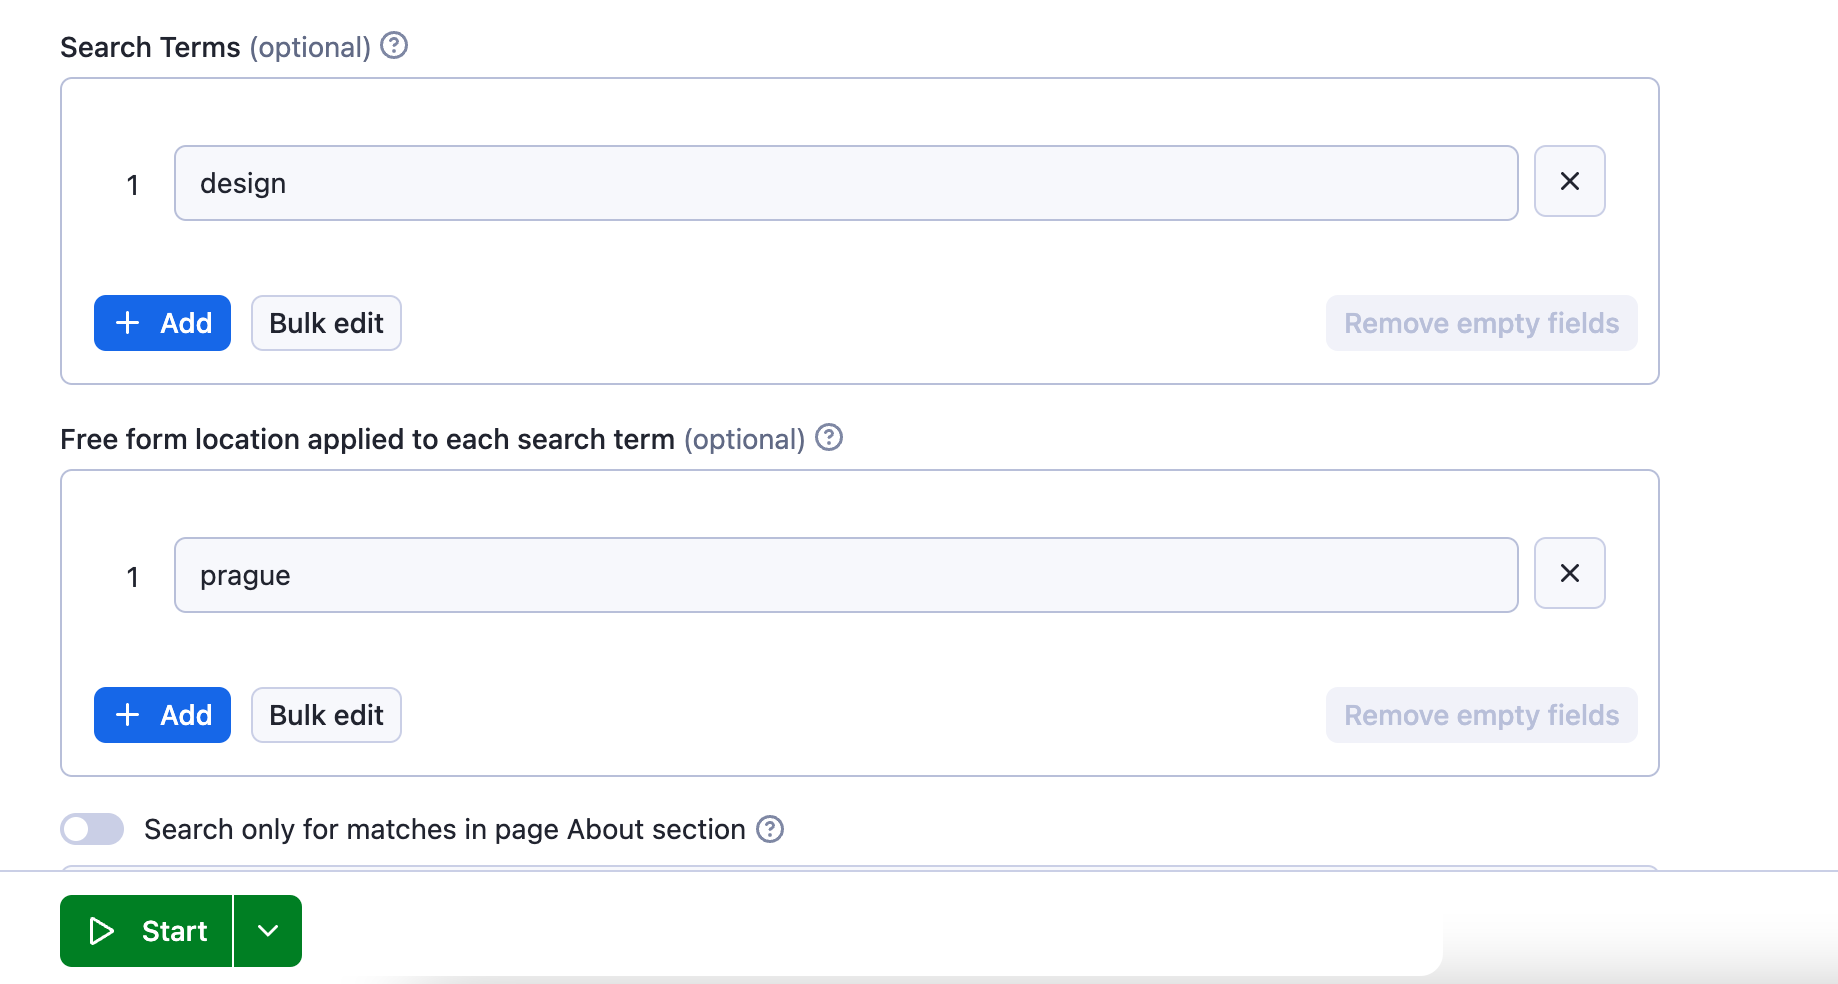 Search Terms (optional)
1 design
Add Bulk edit Remove empty fields
Free form location applied to each search term (optional)
1 prague
Add Bulk edit Remove empty fields
Search only for matches in page About section
Start